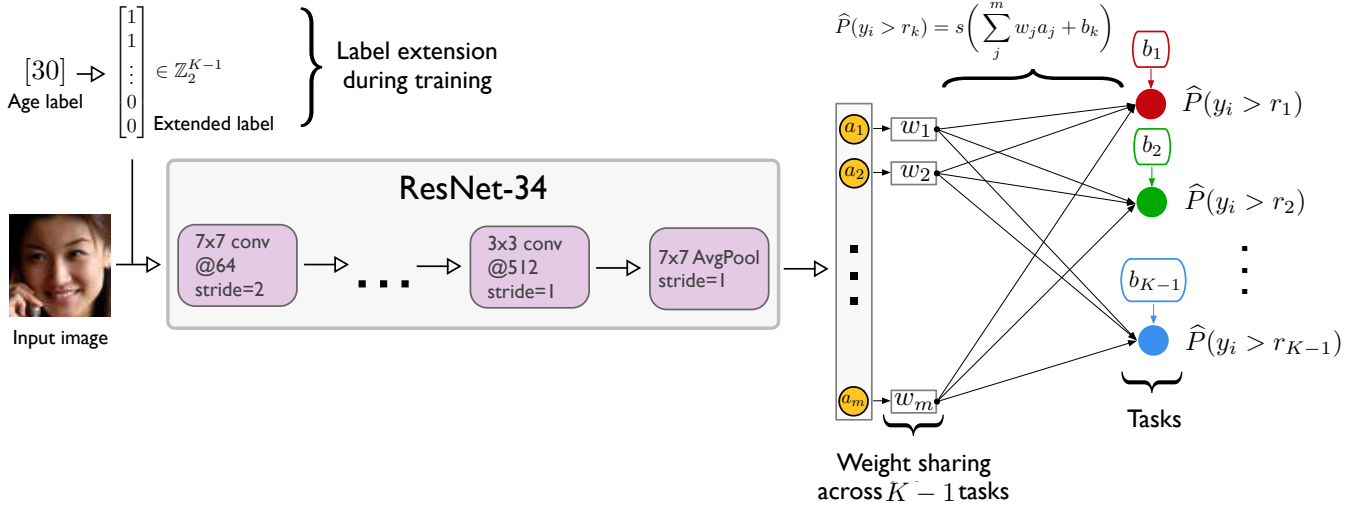 [30]
Age label
1
1
⋮
0
0
∈ ℤ₂ᴷ⁻¹
Extended label
Label extension
during training
P̂(yᵢ > rₖ) = s(∑ⱼᵐ wⱼaⱼ + bₖ)
ResNet-34
7x7 conv
@64
stride=2
. . .
3x3 conv
@512
stride=1
7x7 AvgPool
stride=1
Input image
a₁
a₂
aₘ
w₁
w₂
wₘ
b₁
P̂(yᵢ > r₁)
b₂
P̂(yᵢ > r₂)
b_{K−1}
P̂(yᵢ > r_{K−1})
Tasks
Weight sharing
across K − 1 tasks